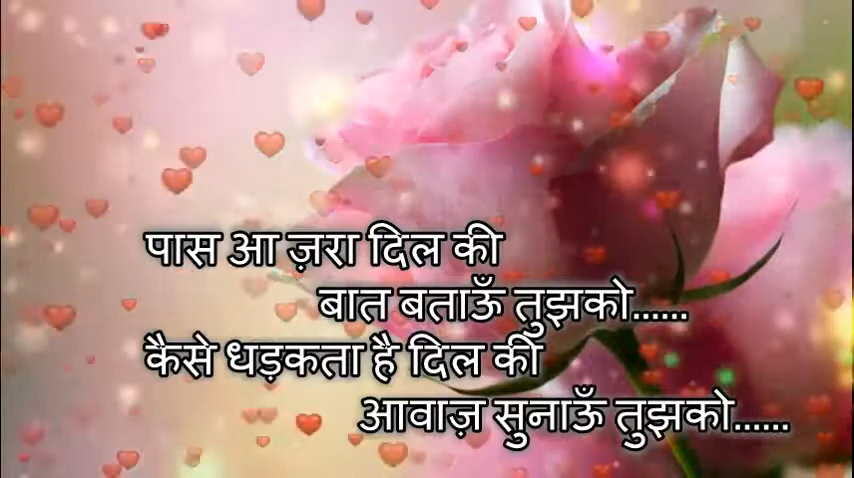 पास आ ज़रा दिल की
बात बताऊँ तुझको......
कैसे धड़कता है दिल की
आवाज़ सुनाऊँ तुझको......